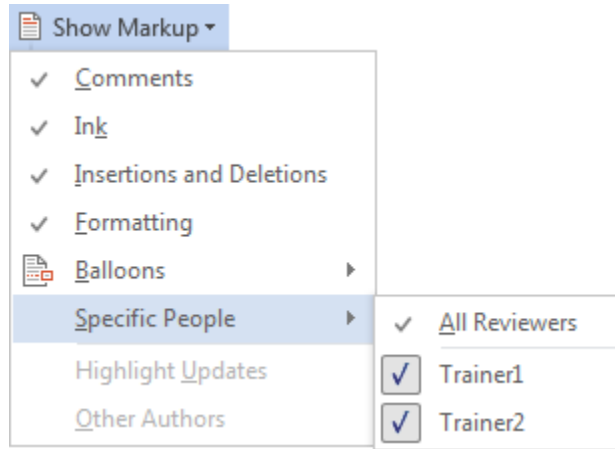 Show Markup
Comments
Ink
Insertions and Deletions
Formatting
Balloons
Specific People
All Reviewers
Highlight Updates
Trainer1
Other Authors
Trainer2